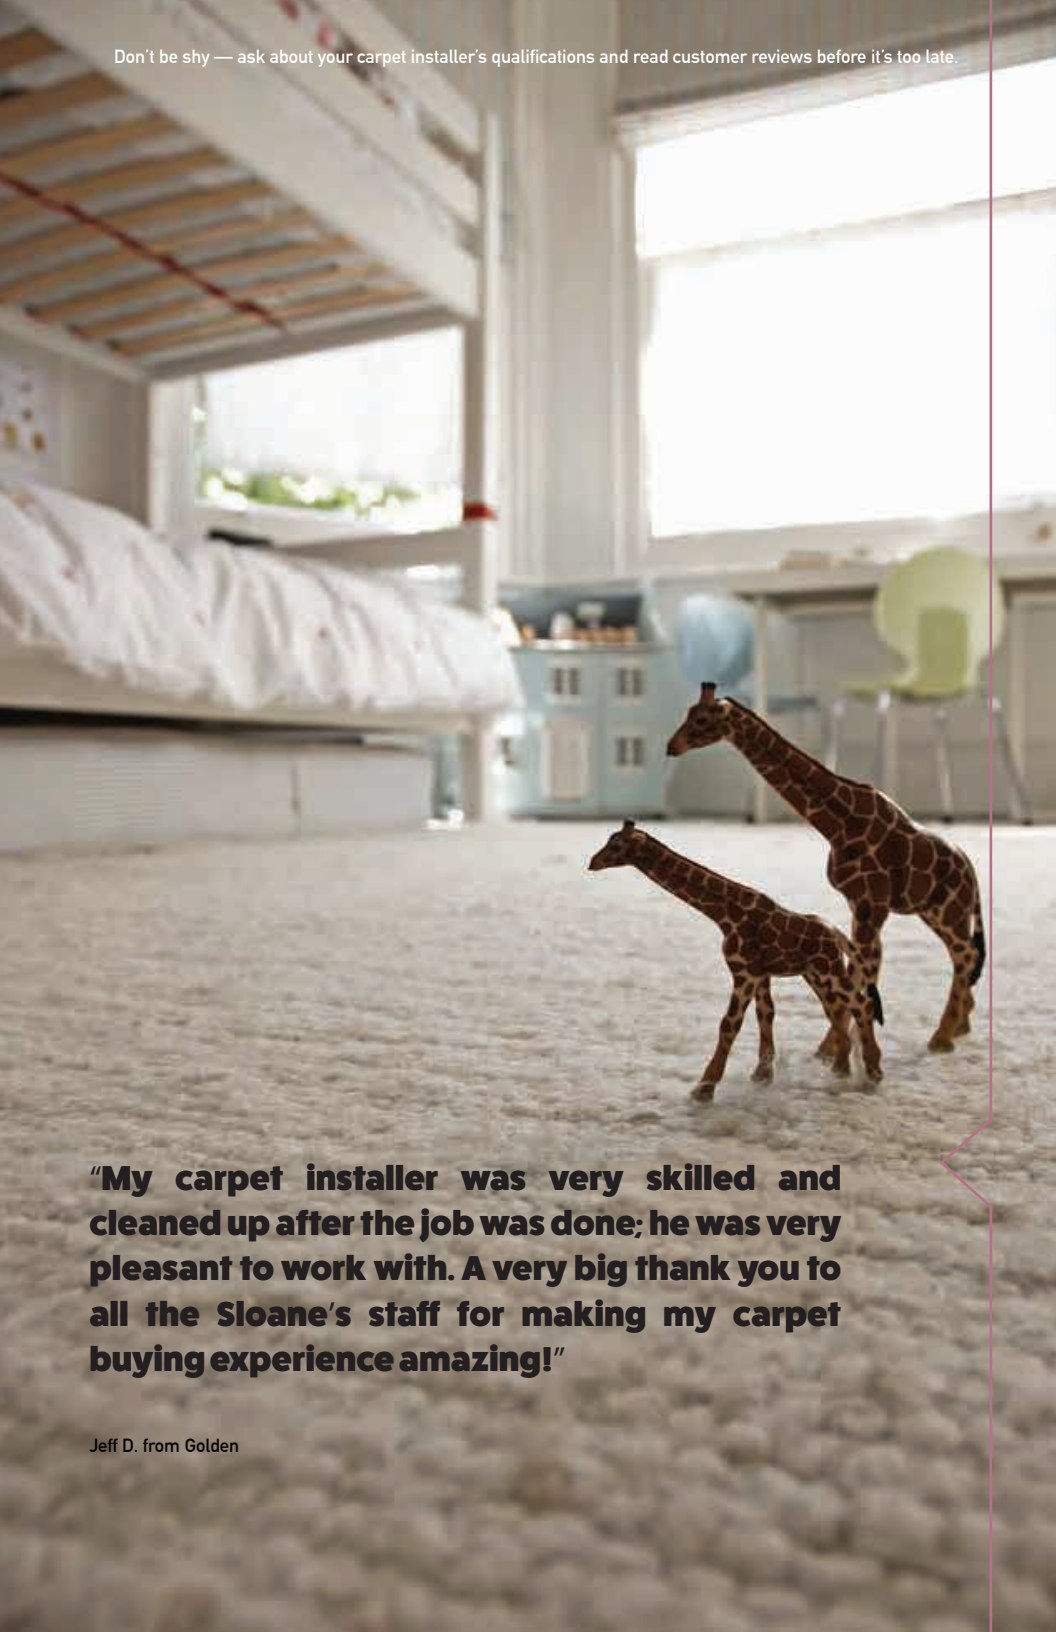 Don't be shy — ask about your carpet installer's qualifications and read customer reviews before it's too late.
“My carpet installer was very skilled and
cleaned up after the job was done; he was very
pleasant to work with. A very big thank you to
all the Sloane's staff for making my carpet
buying experience amazing!”
Jeff D. from Golden